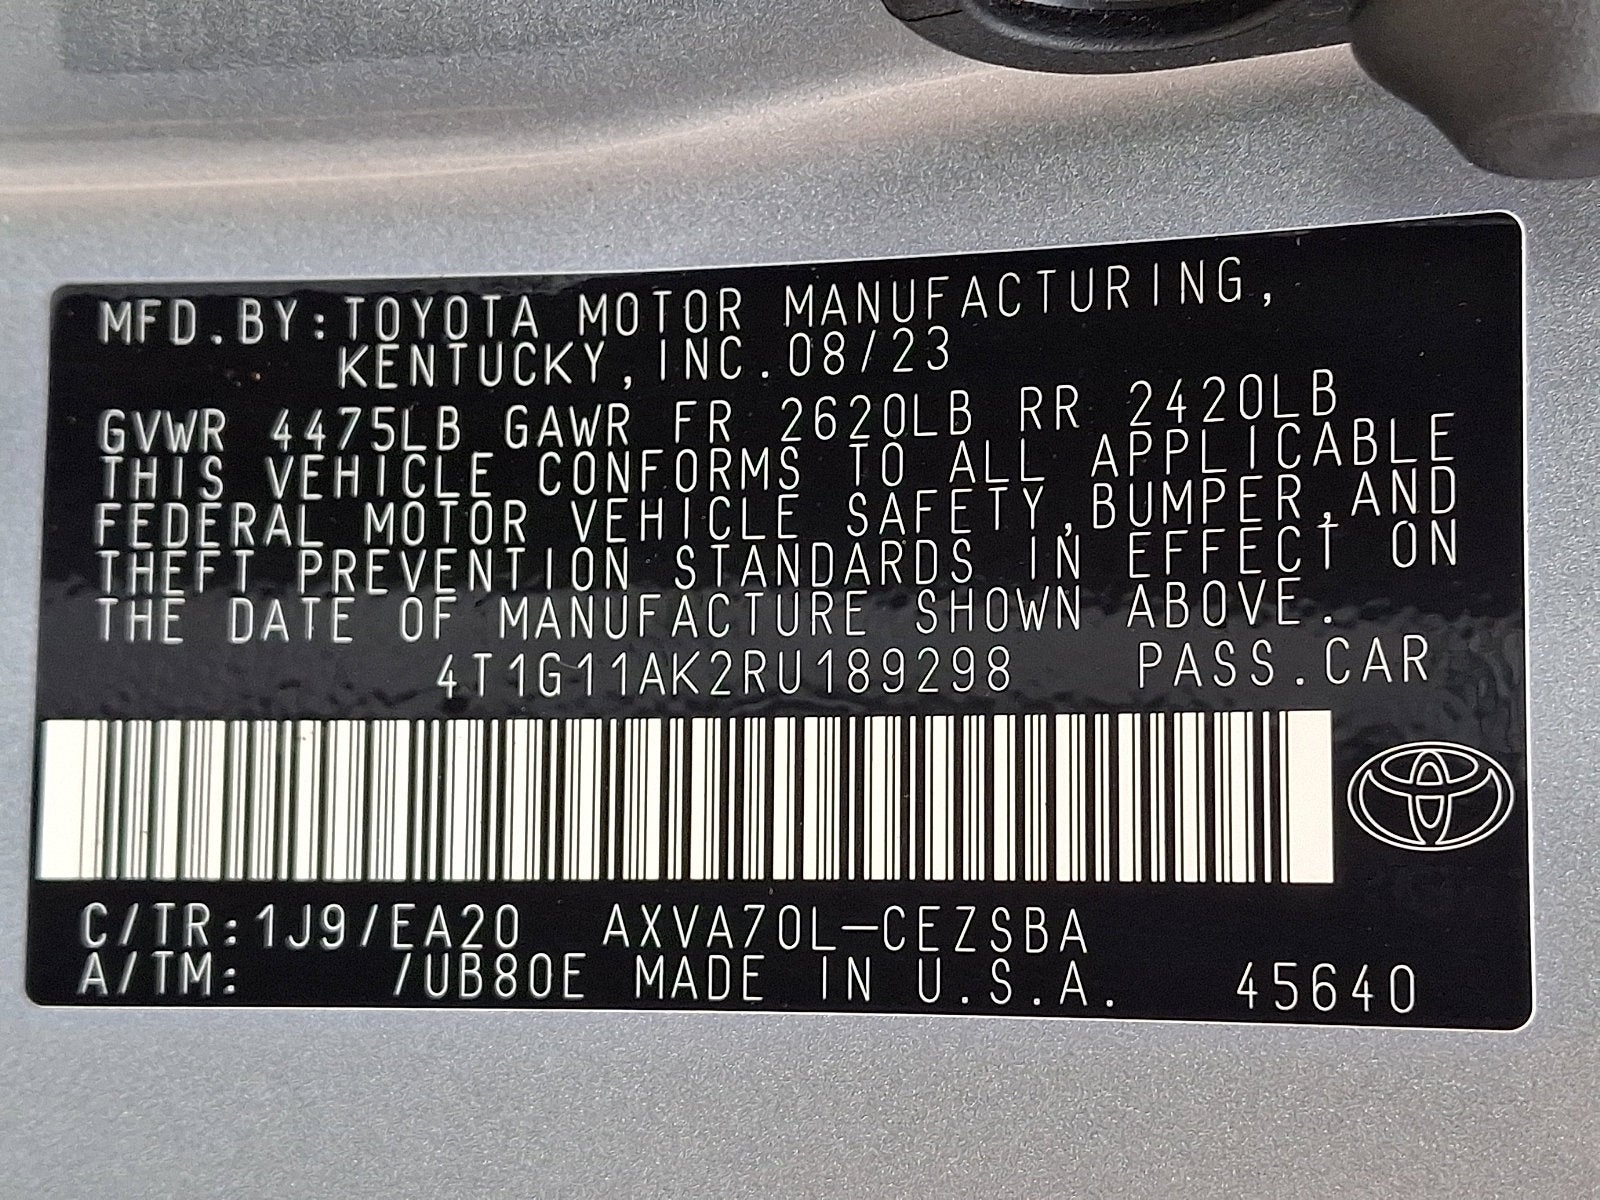 MFD.BY:TOYOTA MOTOR MANUFACTURING,
KENTUCKY, INC. 08/23
GVWR 4475LB GAWR FR 2620LB RR 2420LB
THIS VEHICLE CONFORMS TO ALL APPLICABLE
FEDERAL MOTOR VEHICLE SAFETY,BUMPER,AND
THEFT PREVENTION STANDARDS IN EFFECT ON
THE DATE OF MANUFACTURE SHOWN ABOVE.
4T1G11AK2RU189298 PASS.CAR
C/TR:1J9/EA20 AXVA70L-CEZSBA
A/TM: /UB80E MADE IN U.S.A. 45640